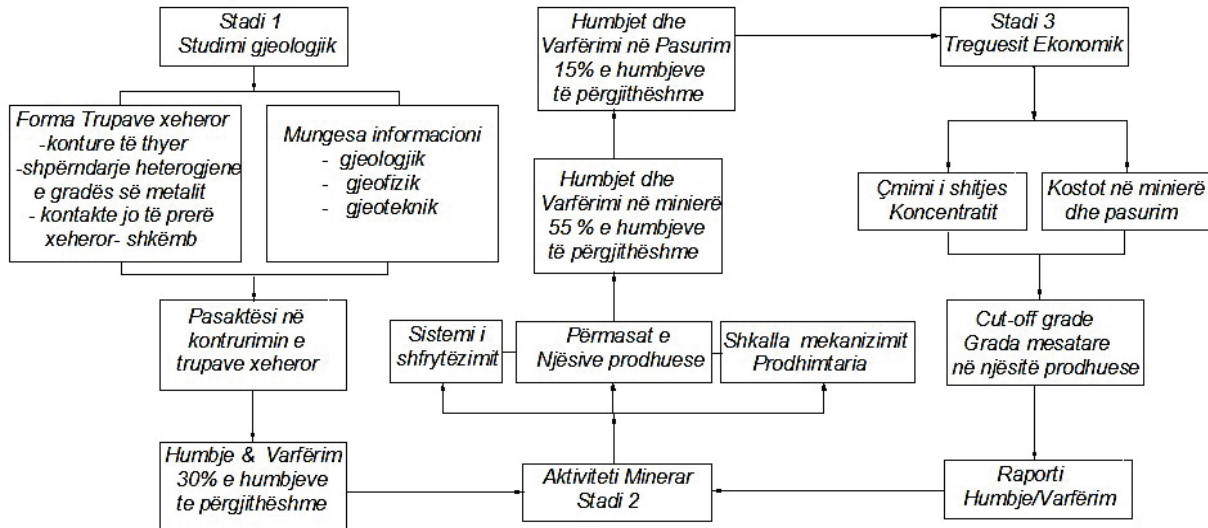 Stadi 1
Studimi gjeologjik
Forma Trupave xeheror
-konture të thyer
-shpërndarje heterogjene
e gradës së metalit
- kontakte jo të prerë
xeheror- shkëmb
Mungesa informacioni
- gjeologjik
- gjeofizik
- gjeoteknik
Pasaktësi në
kontrurimin e
trupave xeheror
Humbje & Varfërim
30% e humbjeve
te përgjithëshme
Aktiviteti Minerar
Stadi 2
Sistemi i
shfrytëzimit
Përmasat e
Njësive prodhuese
Shkalla mekanizimit
Prodhimtaria
Humbjet dhe
Varfërimi në minierë
55 % e humbjeve
të përgjithëshme
Humbjet dhe
Varfërimi në Pasurim
15% e humbjeve
të përgjithëshme
Stadi 3
Treguesit Ekonomik
Çmimi i shitjes
Koncentratit
Kostot në minierë
dhe pasurim
Cut-off grade
Grada mesatare
në njësitë prodhuese
Raporti
Humbje/Varfërim